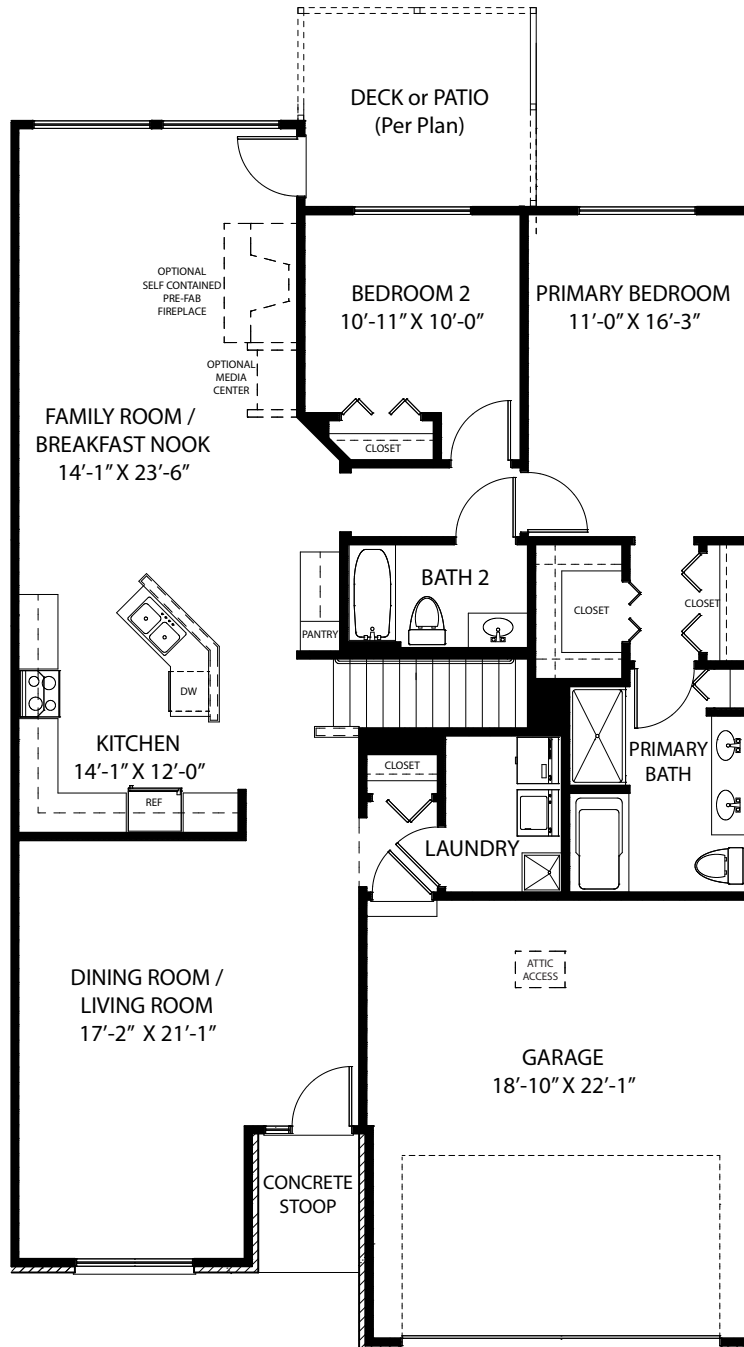 DECK or PATIO
(Per Plan)
OPTIONAL
SELF CONTAINED
PRE-FAB
FIREPLACE
BEDROOM 2
10’-11” X 10’-0”
PRIMARY BEDROOM
11’-0” X 16’-3”
OPTIONAL
MEDIA
CENTER
FAMILY ROOM /
BREAKFAST NOOK
14’-1” X 23’-6”
CLOSET
BATH 2
CLOSET
CLOSET
PANTRY
DW
KITCHEN
14’-1” X 12’-0”
REF
CLOSET
PRIMARY
BATH
LAUNDRY
DINING ROOM /
LIVING ROOM
17’-2” X 21’-1”
ATTIC
ACCESS
GARAGE
18’-10” X 22’-1”
CONCRETE
STOOP